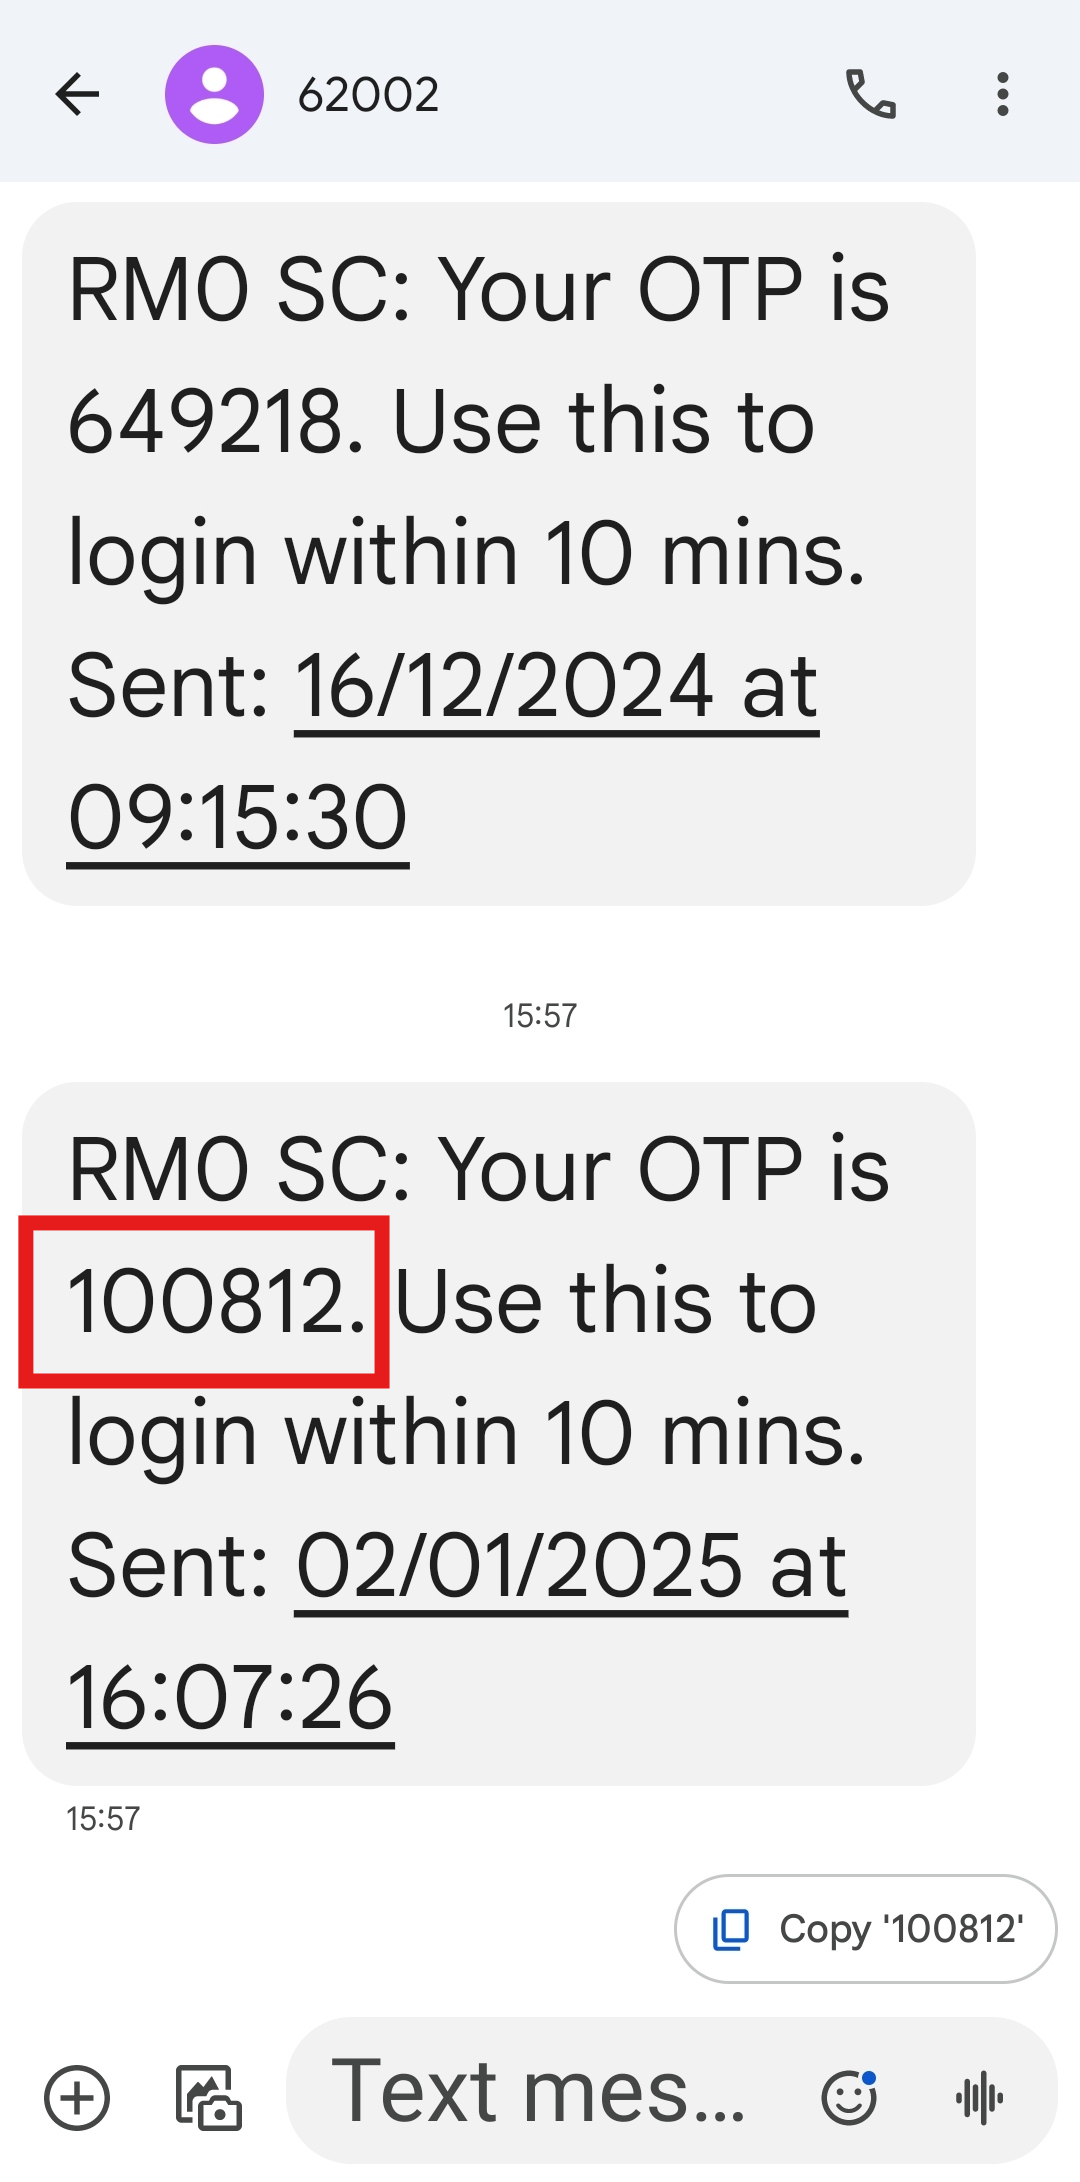 62002
RM0 SC: Your OTP is
649218. Use this to
login within 10 mins.
Sent: 16/12/2024 at
09:15:30
15:57
RM0 SC: Your OTP is
100812. Use this to
login within 10 mins.
Sent: 02/01/2025 at
16:07:26
15:57
Copy '100812'
Text mes...